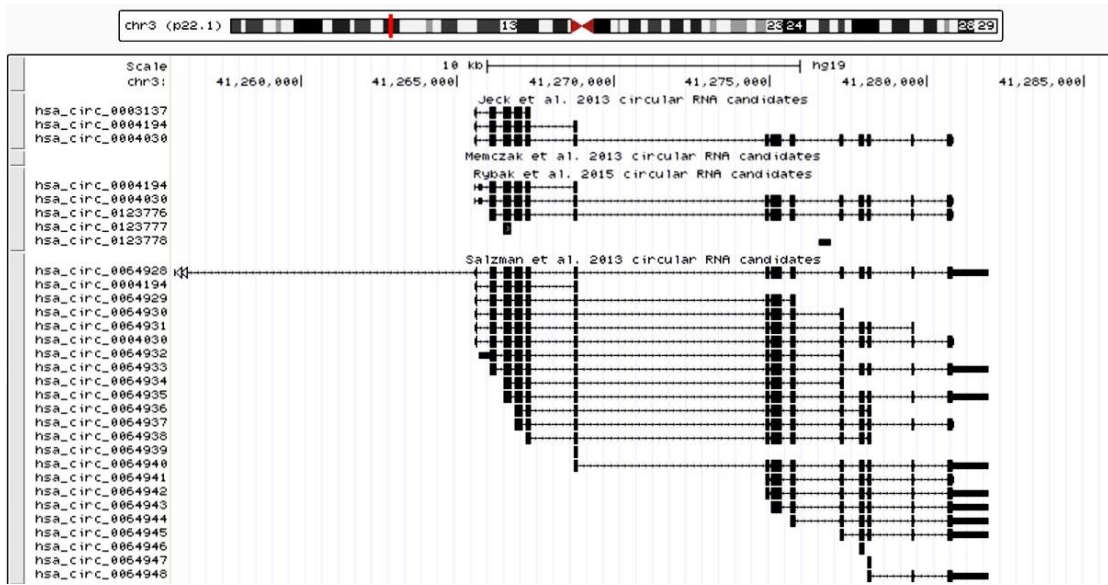 chr3 (p22.1) 13 23 24 28 29
Scale 10 kb hg19
chr3: 41,260,000 41,265,000 41,270,000 41,275,000 41,280,000 41,285,000
Jeck et al. 2013 circular RNA candidates
hsa_circ_0003137
hsa_circ_0004194
hsa_circ_0004030
Memczak et al. 2013 circular RNA candidates
Rybak et al. 2015 circular RNA candidates
hsa_circ_0004194
hsa_circ_0004030
hsa_circ_0123776
hsa_circ_0123777
hsa_circ_0123778
Salzman et al. 2013 circular RNA candidates
hsa_circ_0064928
hsa_circ_0004194
hsa_circ_0064929
hsa_circ_0064930
hsa_circ_0064931
hsa_circ_0004030
hsa_circ_0064932
hsa_circ_0064933
hsa_circ_0064934
hsa_circ_0064935
hsa_circ_0064936
hsa_circ_0064937
hsa_circ_0064938
hsa_circ_0064939
hsa_circ_0064940
hsa_circ_0064941
hsa_circ_0064942
hsa_circ_0064943
hsa_circ_0064944
hsa_circ_0064945
hsa_circ_0064946
hsa_circ_0064947
hsa_circ_0064948